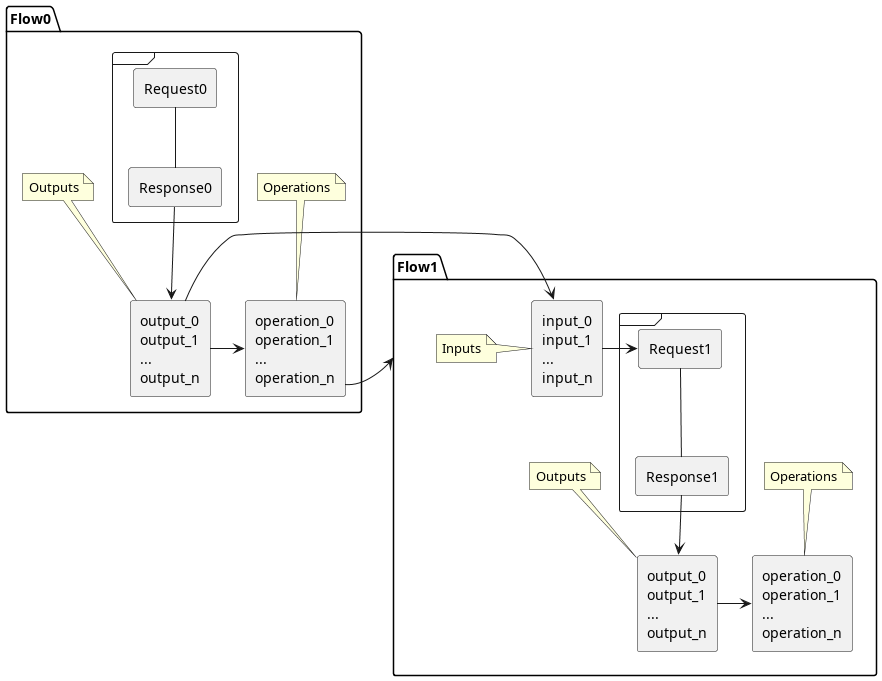 Flow0
Request0
Response0
Outputs
Operations
output_0
output_1
...
output_n
operation_0
operation_1
...
operation_n
Flow1
Inputs
input_0
input_1
...
input_n
Request1
Response1
Outputs
Operations
output_0
output_1
...
output_n
operation_0
operation_1
...
operation_n